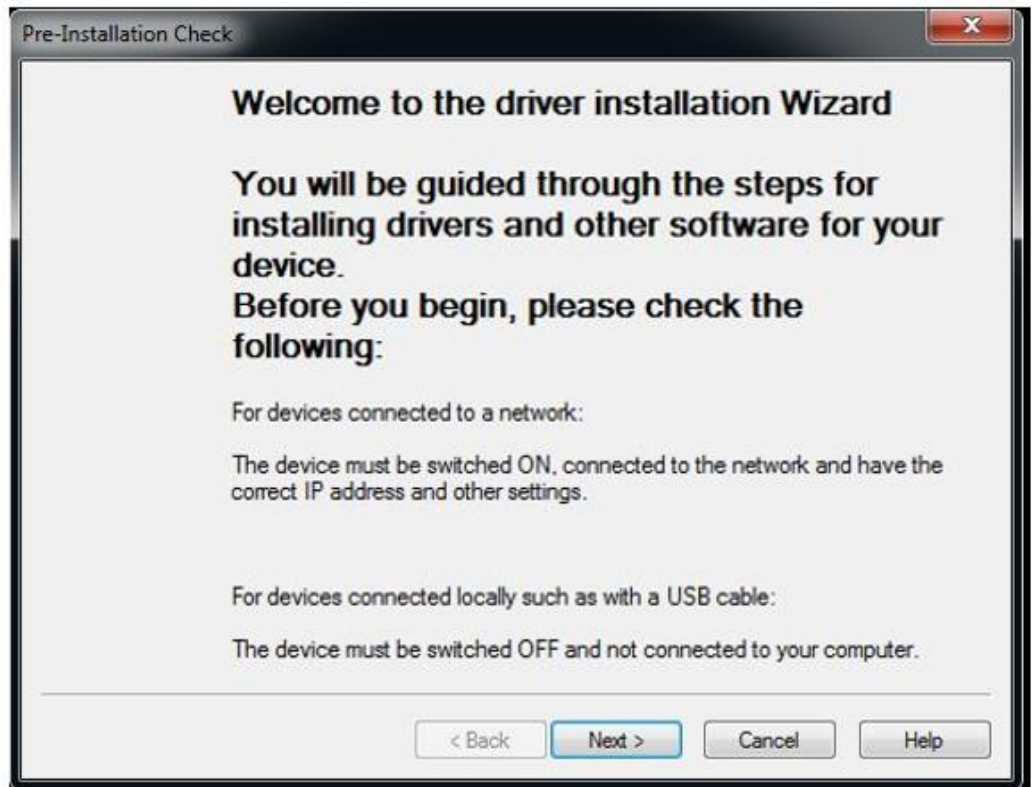 Pre-Installation Check
Welcome to the driver installation Wizard
You will be guided through the steps for
installing drivers and other software for your
device.
Before you begin, please check the
following:
For devices connected to a network:
The device must be switched ON, connected to the network and have the
correct IP address and other settings.
For devices connected locally such as with a USB cable:
The device must be switched OFF and not connected to your computer.
< Back Next > Cancel Help